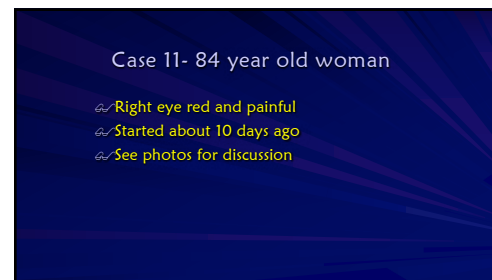 Case 11- 84 year old woman
Right eye red and painful
Started about 10 days ago
See photos for discussion